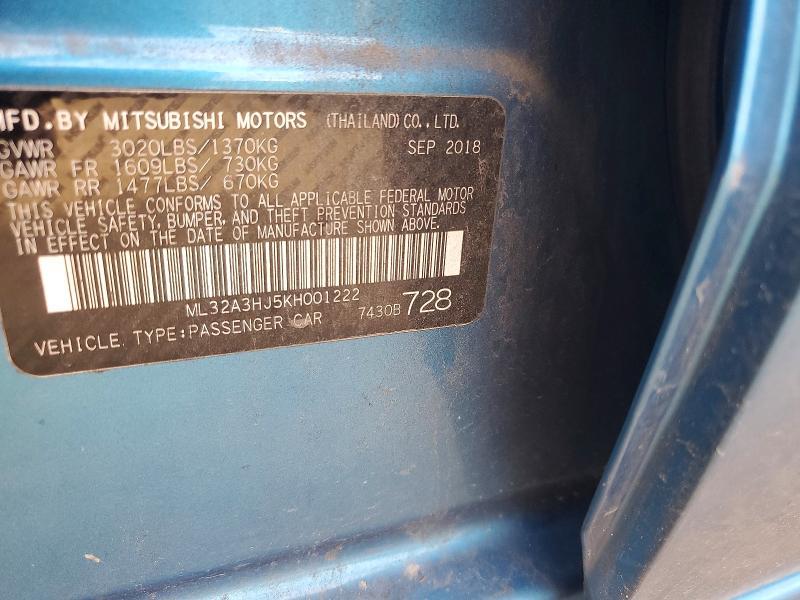 MFD.BY MITSUBISHI MOTORS (THAILAND)CO.,LTD.
GVWR 3020LBS/1370KG SEP 2018
GAWR FR 1609LBS/ 730KG
GAWR RR 1477LBS/ 670KG
THIS VEHICLE CONFORMS TO ALL APPLICABLE FEDERAL MOTOR
VEHICLE SAFETY, BUMPER, AND THEFT PREVENTION STANDARDS
IN EFFECT ON THE DATE OF MANUFACTURE SHOWN ABOVE.
ML32A3HJ5KH001222
VEHICLE TYPE:PASSENGER CAR 7430B 728